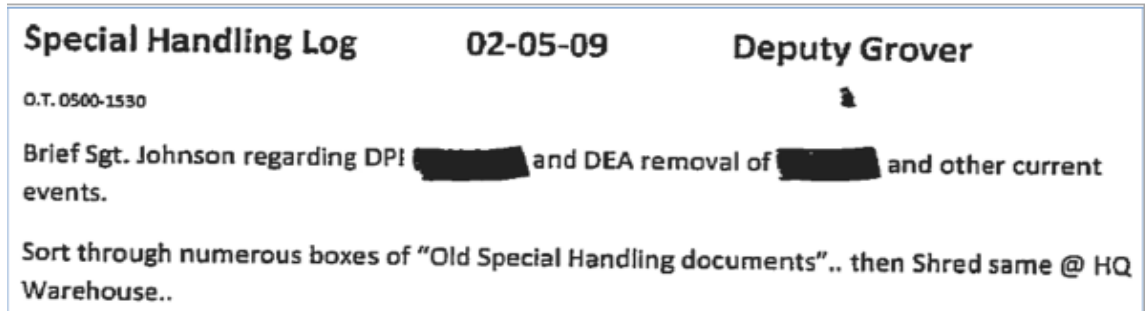 Special Handling Log 02-05-09 Deputy Grover
O.T. 0500-1530
Brief Sgt. Johnson regarding DPI and DEA removal of and other current
events.
Sort through numerous boxes of "Old Special Handling documents".. then Shred same @ HQ
Warehouse..